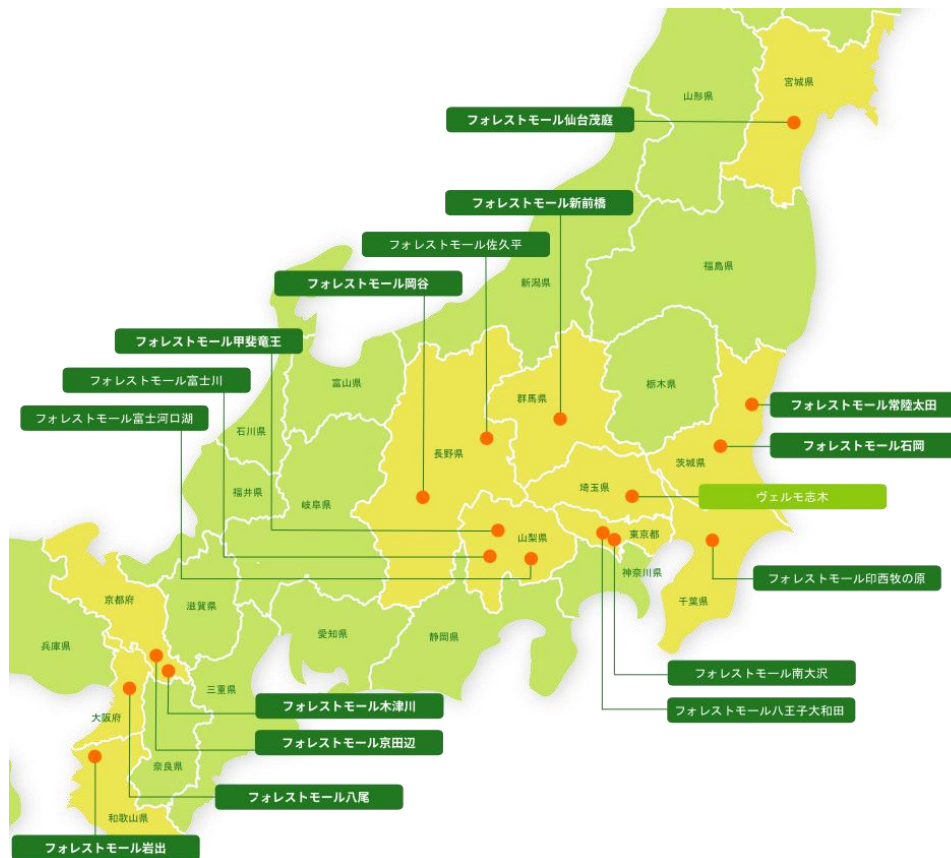 宮城県
山形県
フォレストモール仙台茂庭
フォレストモール新前橋
フォレストモール佐久平
福島県
フォレストモール岡谷
新潟県
フォレストモール甲斐竜王
フォレストモール富士川
富山県
栃木県
群馬県
フォレストモール常陸太田
フォレストモール富士河口湖
石川県
フォレストモール石岡
長野県
茨城県
埼玉県
ヴェルモ志木
福井県
岐阜県
山梨県
東京都
神奈川県
フォレストモール印西牧の原
京都府
滋賀県
千葉県
愛知県
静岡県
兵庫県
フォレストモール南大沢
三重県
フォレストモール木津川
フォレストモール八王子大和田
大阪府
フォレストモール京田辺
奈良県
フォレストモール八尾
和歌山県
フォレストモール岩出